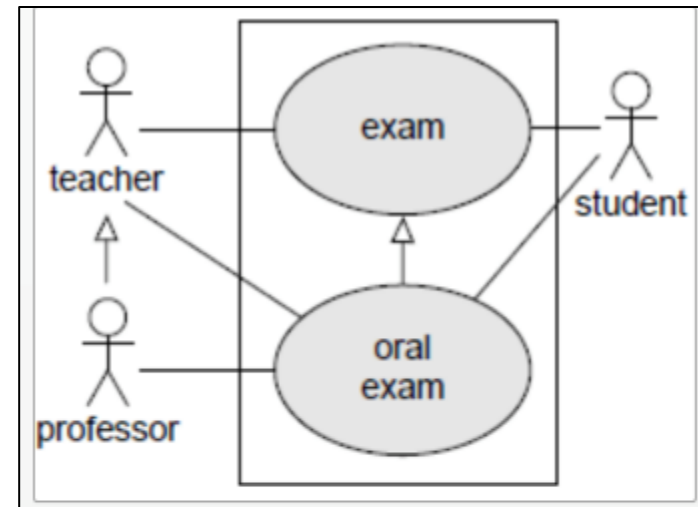 exam
teacher
student
oral
exam
professor